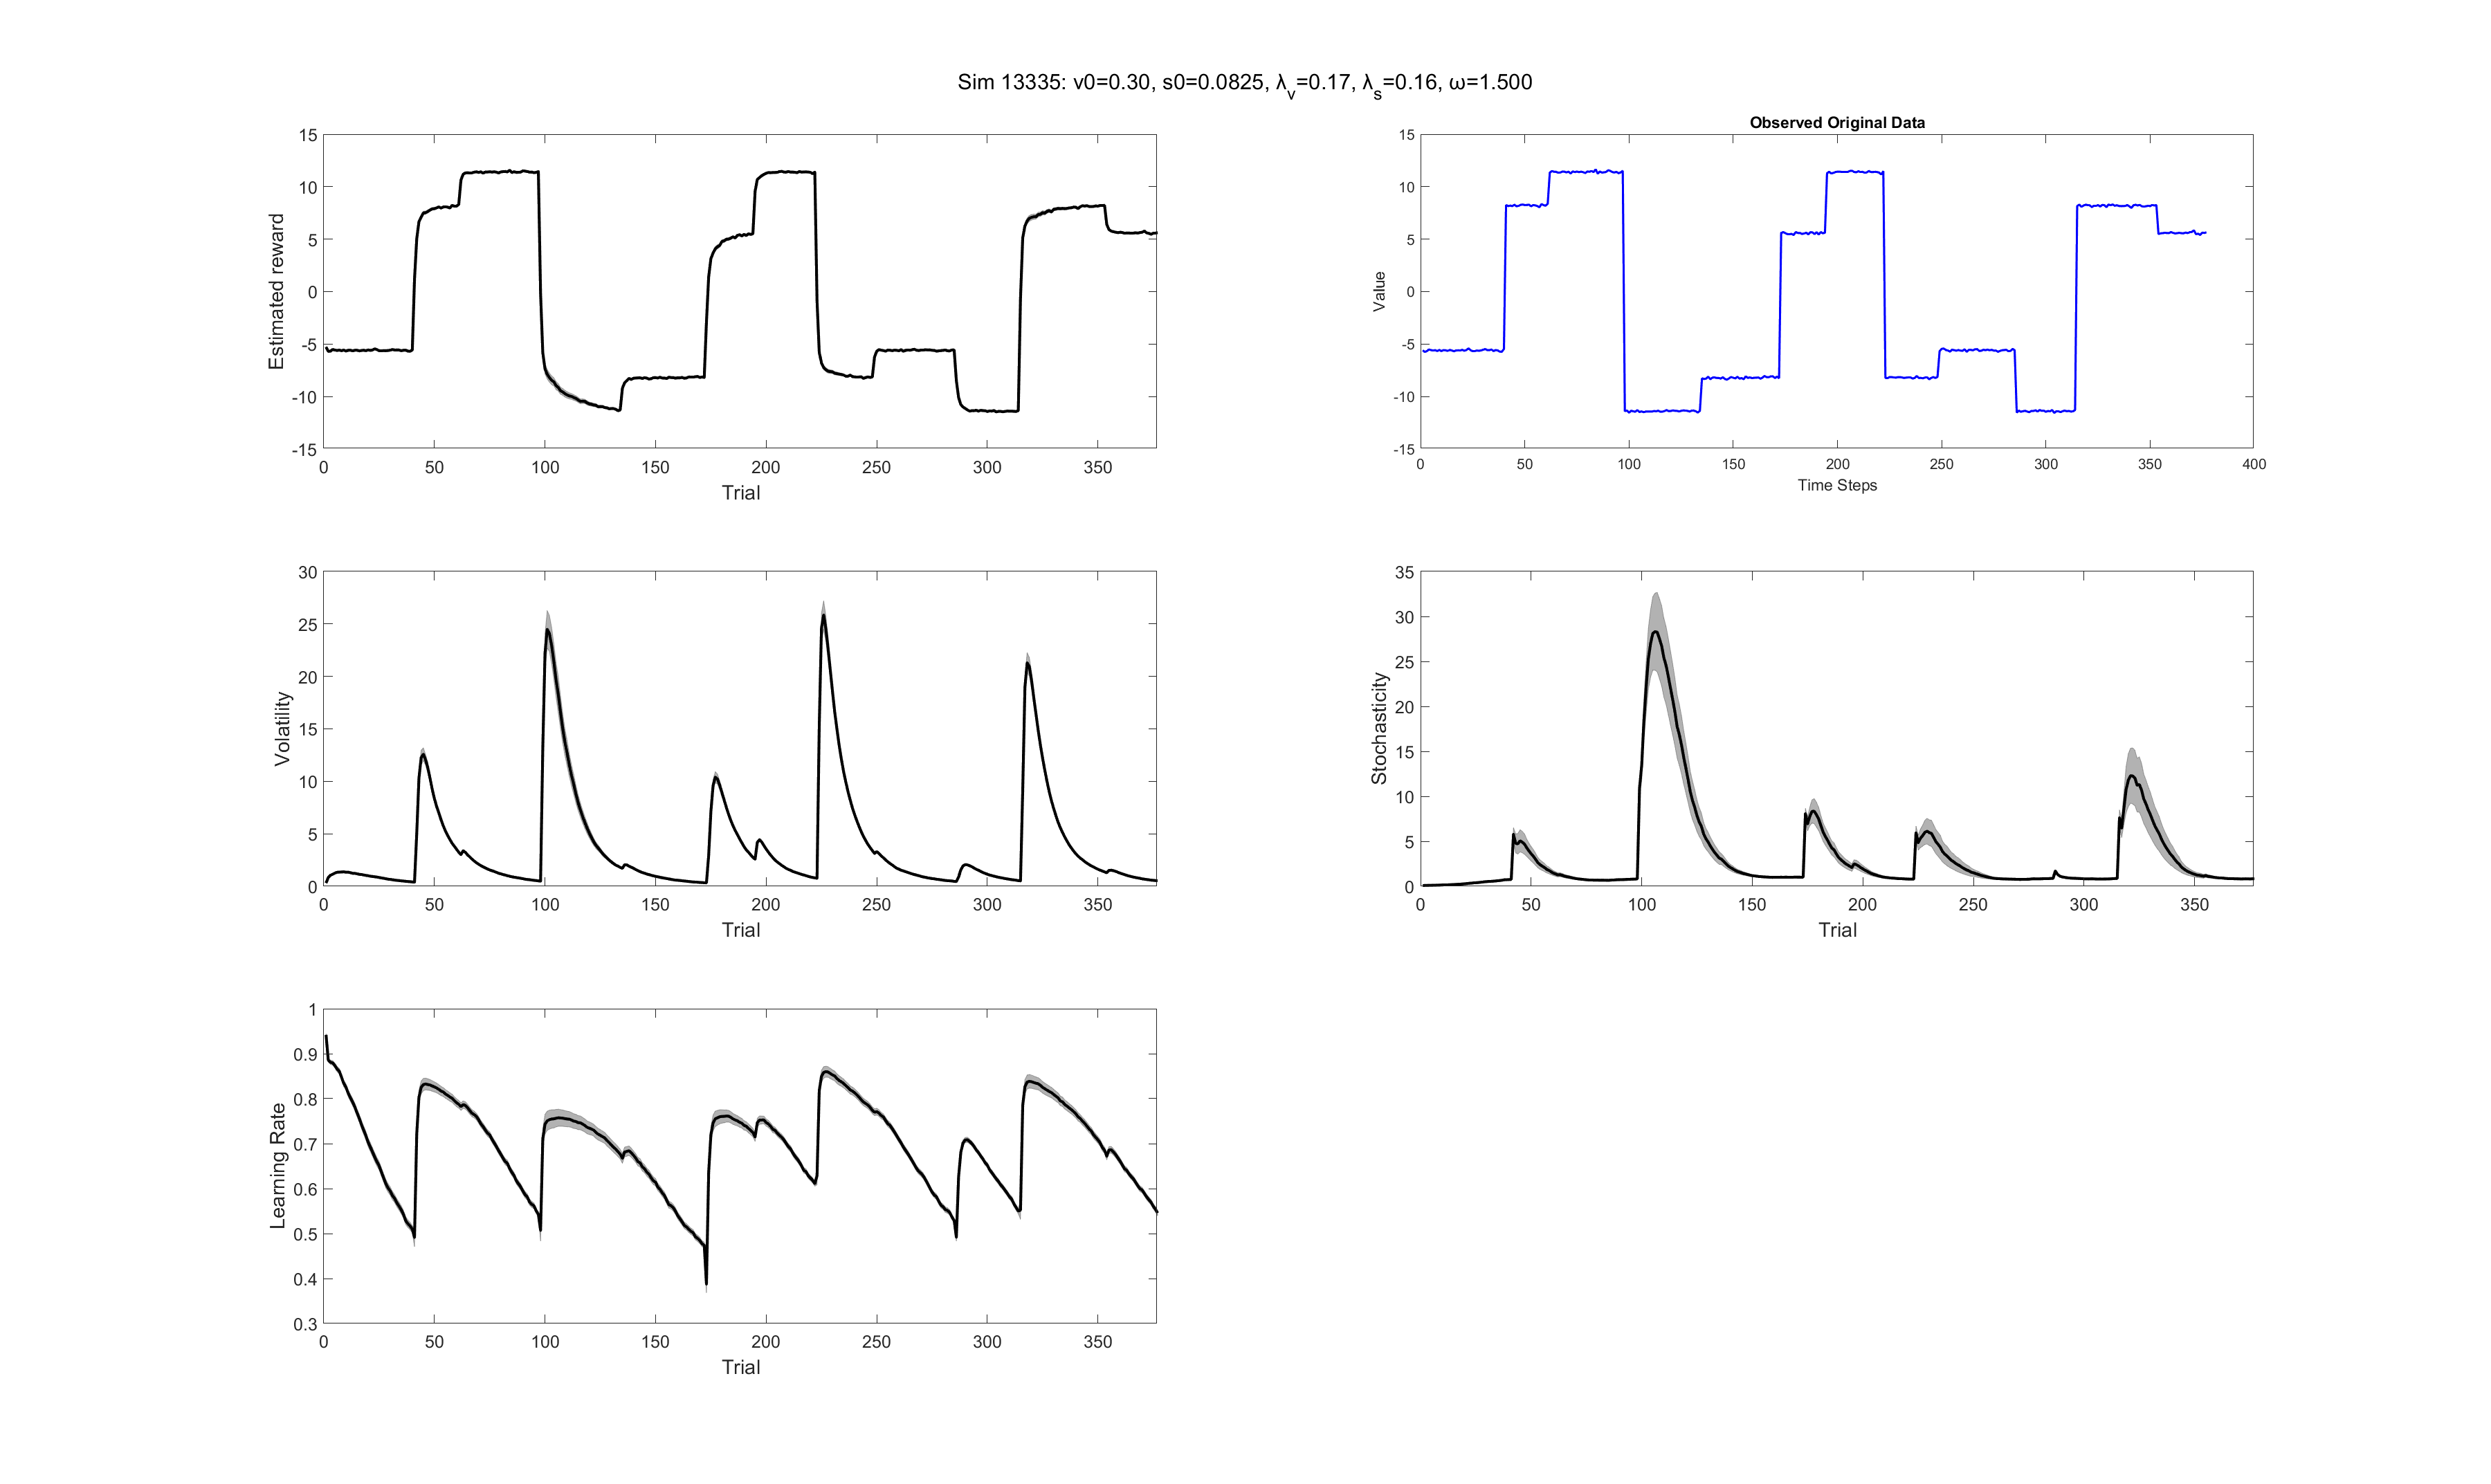 Sim 13335: v0=0.30, s0=0.0825, λv=0.17, λs=0.16, ω=1.500
15
10
5
0
-5
-10
-15
Estimated reward
0 50 100 150 200 250 300 350
Trial
Observed Original Data
15
10
5
0
-5
-10
-15
Value
0 50 100 150 200 250 300 350 400
Time Steps
30
25
20
15
10
5
0
Volatility
0 50 100 150 200 250 300 350
Trial
35
30
25
20
15
10
5
0
Stochasticity
0 50 100 150 200 250 300 350
Trial
1
0.9
0.8
0.7
0.6
0.5
0.4
0.3
Learning Rate
0 50 100 150 200 250 300 350
Trial